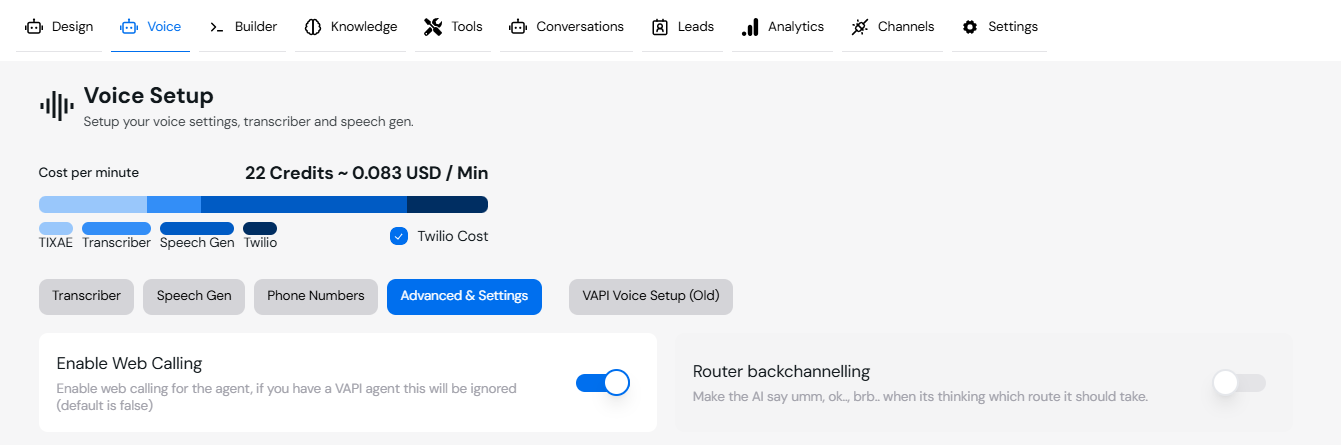 Design Voice Builder Knowledge Tools Conversations Leads Analytics Channels Settings
Voice Setup
Setup your voice settings, transcriber and speech gen.
Cost per minute 22 Credits ~ 0.083 USD / Min
TIXAE Transcriber Speech Gen Twilio Twilio Cost
Transcriber Speech Gen Phone Numbers Advanced & Settings VAPI Voice Setup (Old)
Enable Web Calling
Enable web calling for the agent, if you have a VAPI agent this will be ignored
(default is false)
Router backchannelling
Make the AI say umm, ok.., brb.. when its thinking which route it should take.